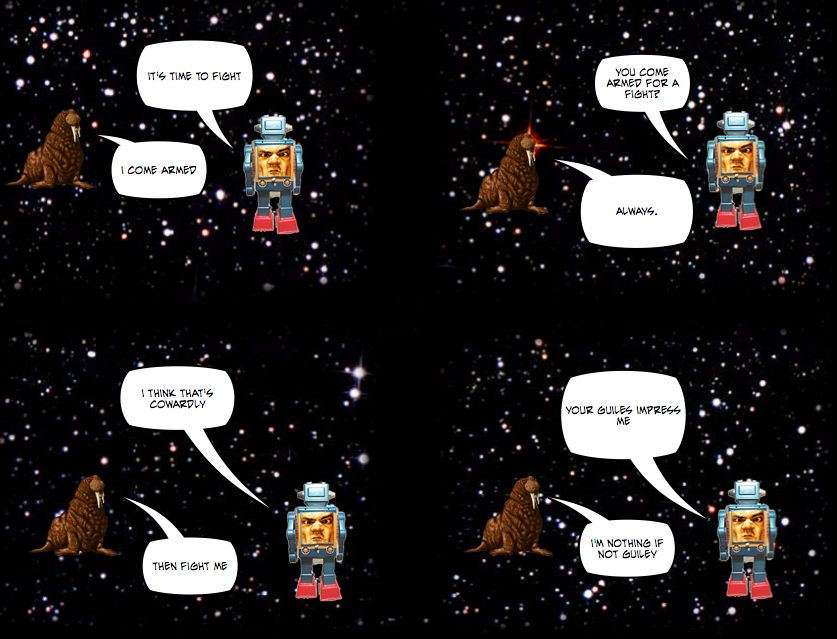 IT'S TIME TO FIGHT
I COME ARMED
YOU COME
ARMED FOR A
FIGHT?
ALWAYS.
I THINK THAT'S
COWARDLY
THEN FIGHT ME
YOUR GUILES IMPRESS
ME
I'M NOTHING IF
NOT GUILEY